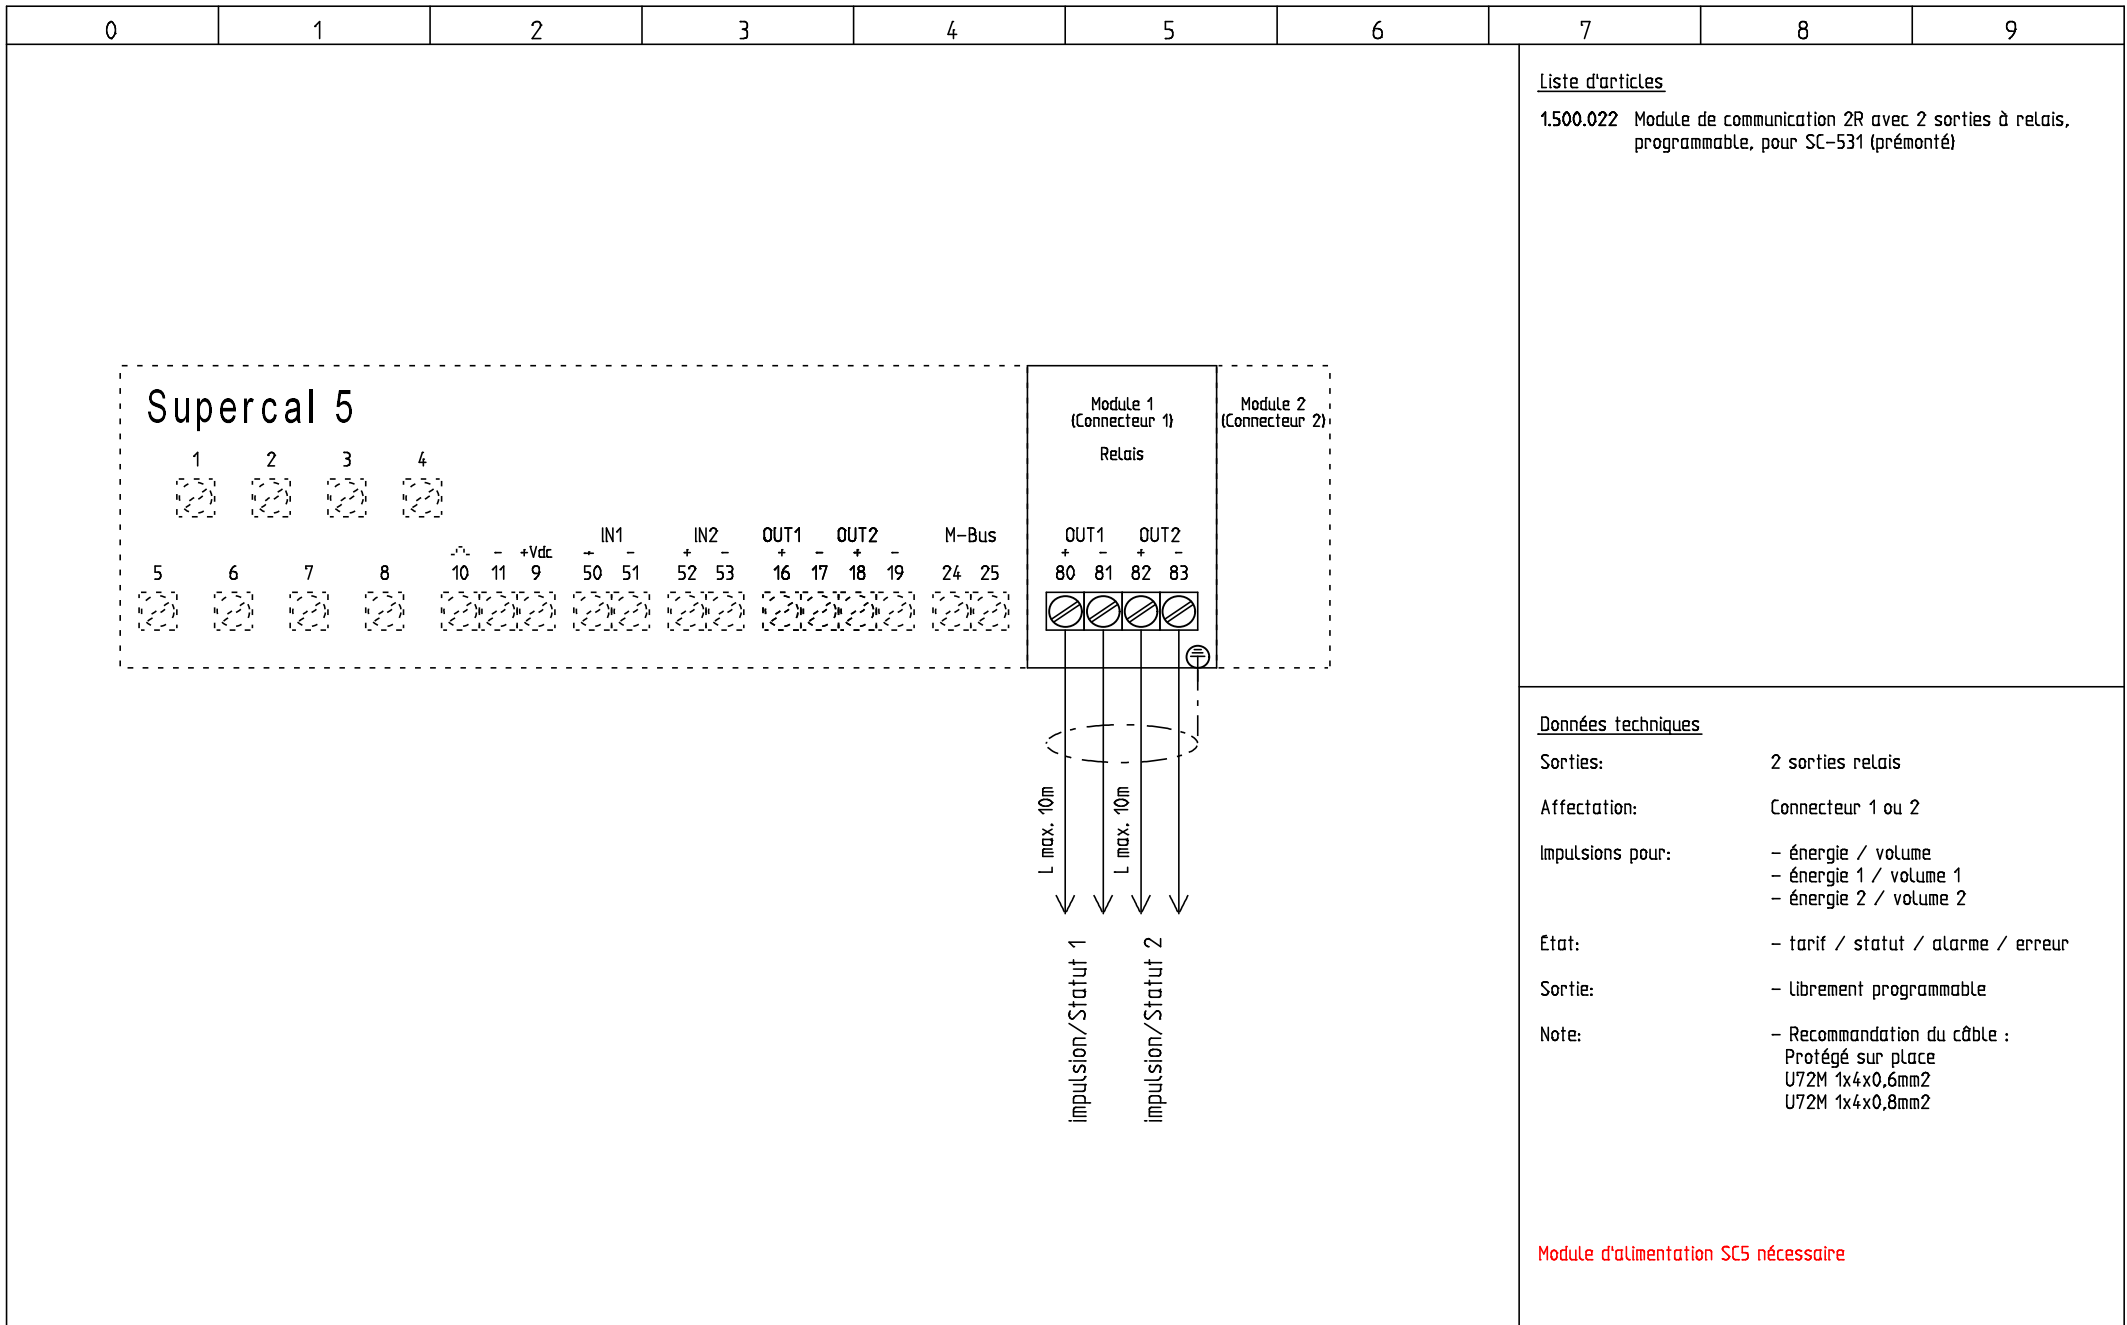 0 1 2 3 4 5 6 7 8 9
Liste d'articles
1.500.022 Module de communication 2R avec 2 sorties à relais,
programmable, pour SC-531 (prémonté)
Supercal 5
Module 1
(Connecteur 1)
Relais
Module 2
(Connecteur 2)
1 2 3 4
IN1 IN2 OUT1 OUT2 M-Bus OUT1 OUT2
- +Vdc + - + - + - + - + - + -
5 6 7 8 10 11 9 50 51 52 53 16 17 18 19 24 25 80 81 82 83
L max. 10m
L max. 10m
impulsion/Statut 1
impulsion/Statut 2
Données techniques
Sorties: 2 sorties relais
Affectation: Connecteur 1 ou 2
Impulsions pour: - énergie / volume
- énergie 1 / volume 1
- énergie 2 / volume 2
État: - tarif / statut / alarme / erreur
Sortie: - librement programmable
Note: - Recommandation du câble :
Protégé sur place
U72M 1x4x0,6mm2
U72M 1x4x0,8mm2
Module d'alimentation SC5 nécessaire